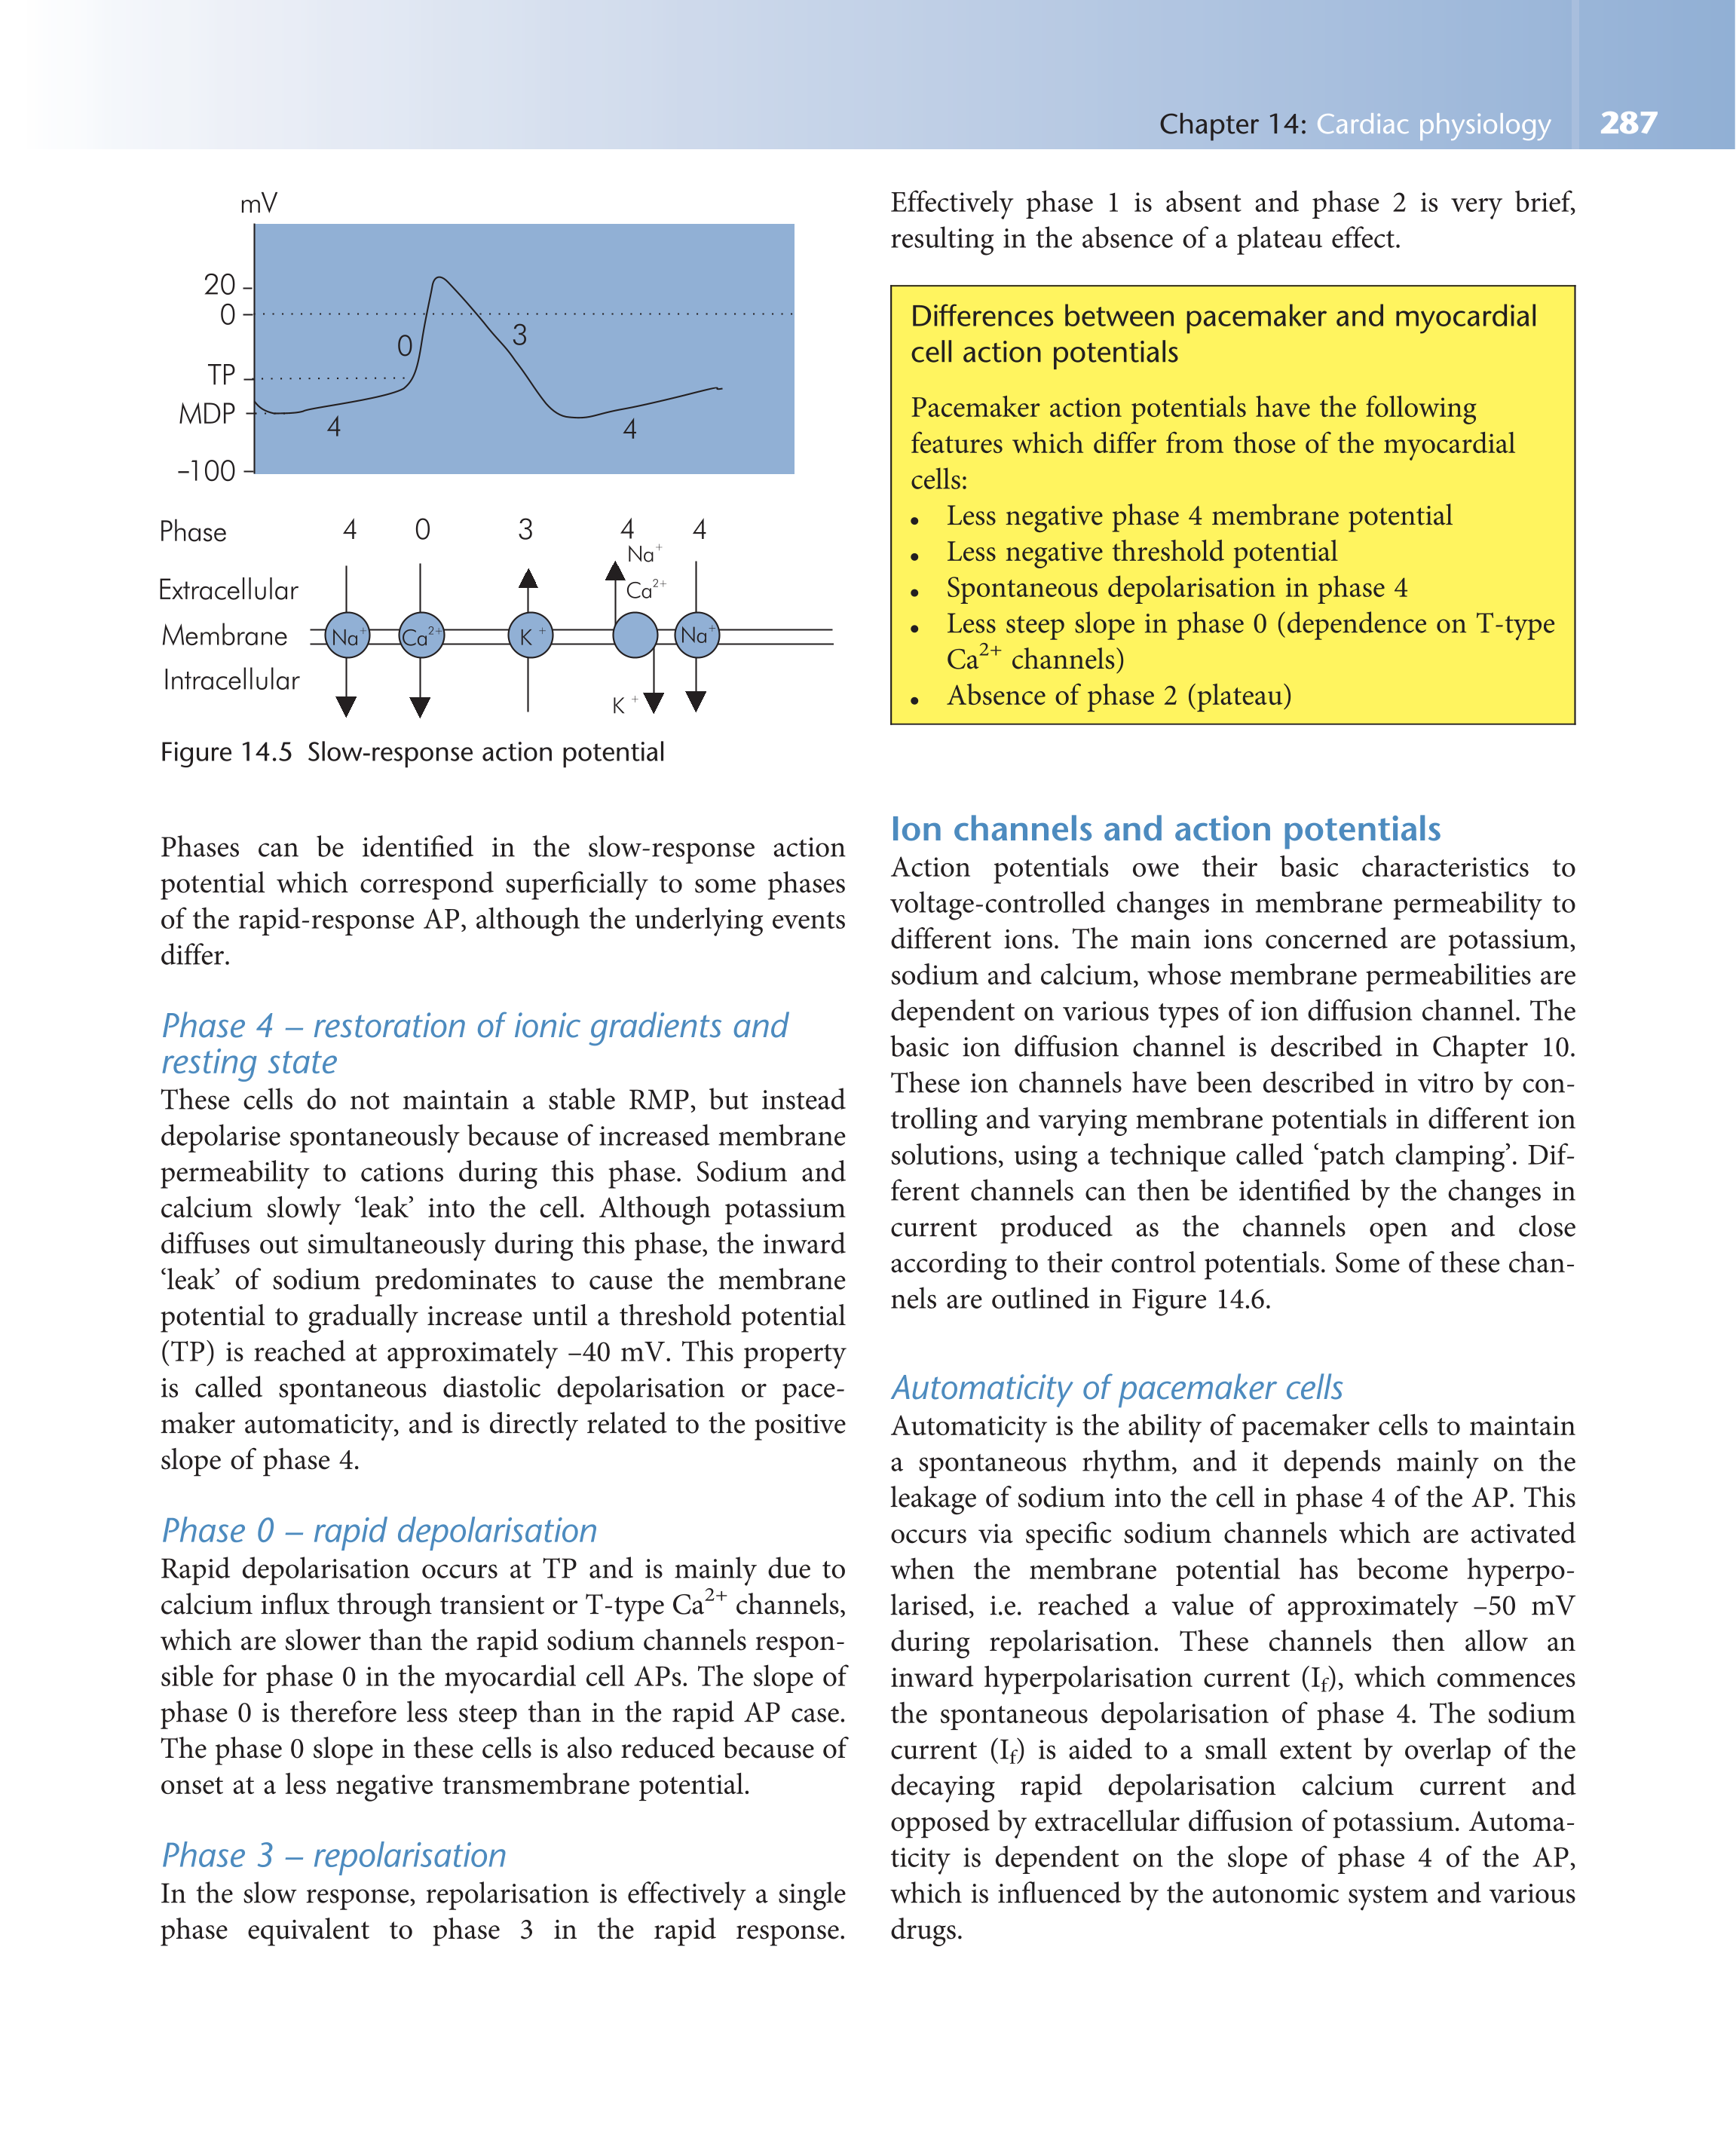 Chapter 14: Cardiac physiology 287
mV
20
0
TP
MDP
–100
0
3
4
4
Phase 4 0 3 4 4
Na+
Extracellular
Ca2+
Membrane Na+ Ca2+ K+ Na+
Intracellular
K+
Figure 14.5 Slow-response action potential
Phases can be identified in the slow-response action
potential which correspond superficially to some phases
of the rapid-response AP, although the underlying events
differ.
Phase 4 – restoration of ionic gradients and
resting state
These cells do not maintain a stable RMP, but instead
depolarise spontaneously because of increased membrane
permeability to cations during this phase. Sodium and
calcium slowly ‘leak’ into the cell. Although potassium
diffuses out simultaneously during this phase, the inward
‘leak’ of sodium predominates to cause the membrane
potential to gradually increase until a threshold potential
(TP) is reached at approximately –40 mV. This property
is called spontaneous diastolic depolarisation or pace-
maker automaticity, and is directly related to the positive
slope of phase 4.
Phase 0 – rapid depolarisation
Rapid depolarisation occurs at TP and is mainly due to
calcium influx through transient or T-type Ca2+ channels,
which are slower than the rapid sodium channels respon-
sible for phase 0 in the myocardial cell APs. The slope of
phase 0 is therefore less steep than in the rapid AP case.
The phase 0 slope in these cells is also reduced because of
onset at a less negative transmembrane potential.
Phase 3 – repolarisation
In the slow response, repolarisation is effectively a single
phase equivalent to phase 3 in the rapid response.
Effectively phase 1 is absent and phase 2 is very brief,
resulting in the absence of a plateau effect.
Differences between pacemaker and myocardial
cell action potentials
Pacemaker action potentials have the following
features which differ from those of the myocardial
cells:
• Less negative phase 4 membrane potential
• Less negative threshold potential
• Spontaneous depolarisation in phase 4
• Less steep slope in phase 0 (dependence on T-type
Ca2+ channels)
• Absence of phase 2 (plateau)
Ion channels and action potentials
Action potentials owe their basic characteristics to
voltage-controlled changes in membrane permeability to
different ions. The main ions concerned are potassium,
sodium and calcium, whose membrane permeabilities are
dependent on various types of ion diffusion channel. The
basic ion diffusion channel is described in Chapter 10.
These ion channels have been described in vitro by con-
trolling and varying membrane potentials in different ion
solutions, using a technique called ‘patch clamping’. Dif-
ferent channels can then be identified by the changes in
current produced as the channels open and close
according to their control potentials. Some of these chan-
nels are outlined in Figure 14.6.
Automaticity of pacemaker cells
Automaticity is the ability of pacemaker cells to maintain
a spontaneous rhythm, and it depends mainly on the
leakage of sodium into the cell in phase 4 of the AP. This
occurs via specific sodium channels which are activated
when the membrane potential has become hyperpo-
larised, i.e. reached a value of approximately –50 mV
during repolarisation. These channels then allow an
inward hyperpolarisation current (If), which commences
the spontaneous depolarisation of phase 4. The sodium
current (If) is aided to a small extent by overlap of the
decaying rapid depolarisation calcium current and
opposed by extracellular diffusion of potassium. Automa-
ticity is dependent on the slope of phase 4 of the AP,
which is influenced by the autonomic system and various
drugs.